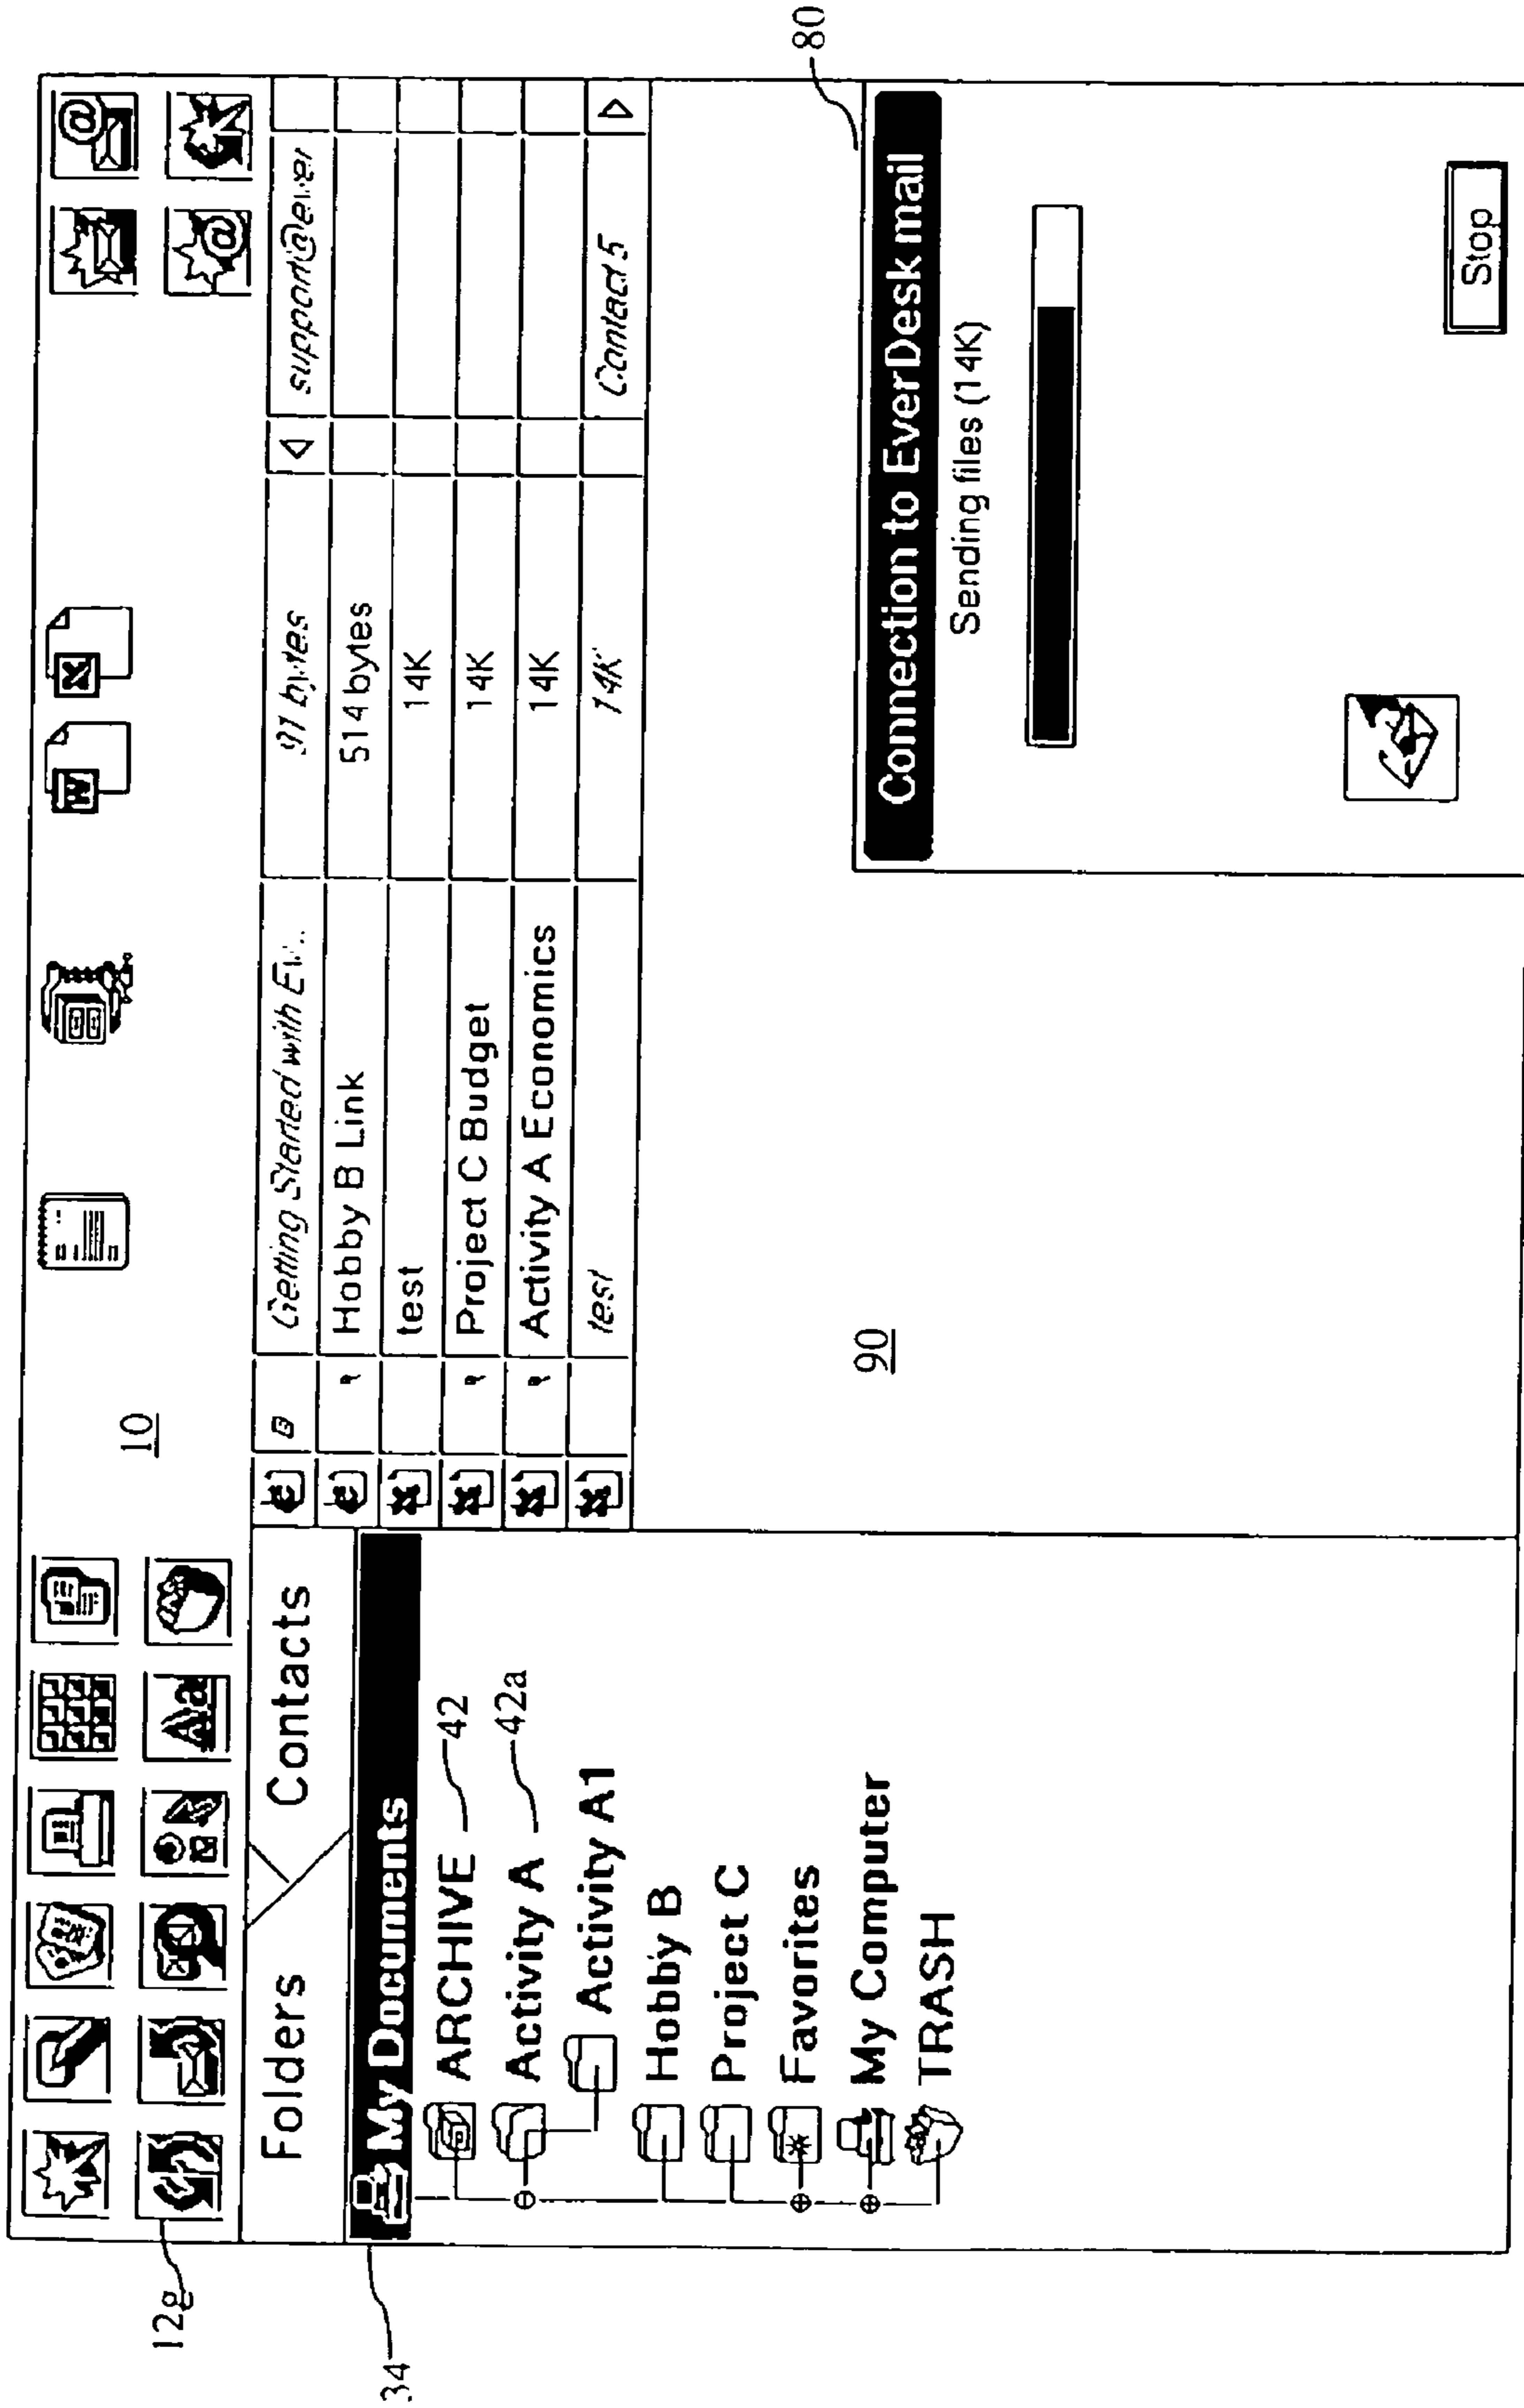 10
12g
Folders
Contacts
34
My Documents
ARCHIVE
42
Activity A
42a
Activity A1
Hobby B
Project C
Favorites
My Computer
TRASH
Getting Started with Ev... 91 bytes support@ever
Hobby B Link 514 bytes
test 14K
Project C Budget 14K
Activity A Economics 14K
test 14K Contact 5
90
80
Connection to EverDesk mail
Sending files (14K)
Stop
W
X
Aa
@
@